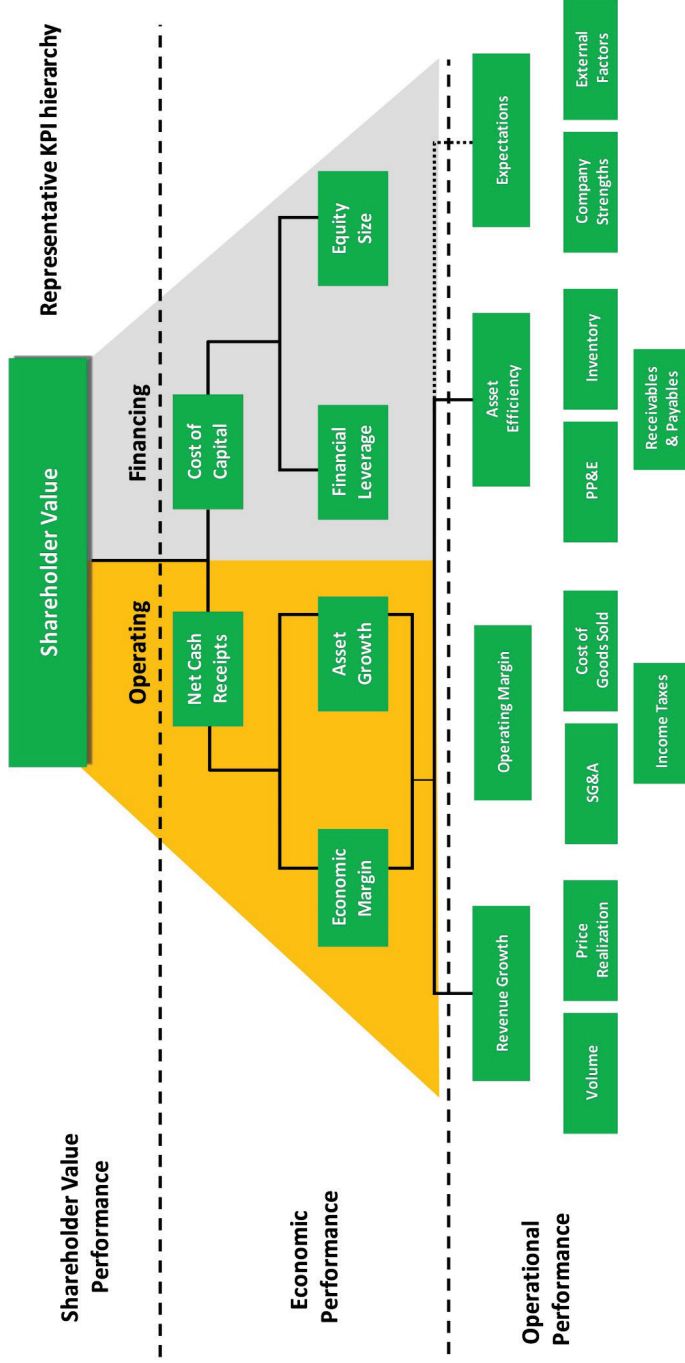 Representative KPI hierarchy
Shareholder Value
Performance
Shareholder Value
Operating
Financing
Economic
Performance
Net Cash
Receipts
Cost of
Capital
Economic
Margin
Asset
Growth
Financial
Leverage
Equity
Size
Operational
Performance
Revenue Growth
Operating Margin
Asset
Efficiency
Expectations
Volume
Price
Realization
SG&A
Cost of
Goods Sold
PP&E
Inventory
Company
Strengths
External
Factors
Income Taxes
Receivables
& Payables